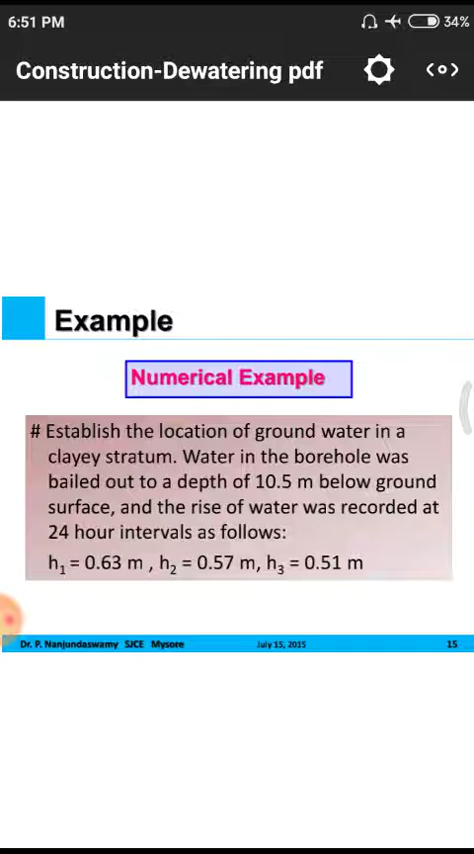 6:51 PM
34%
Construction-Dewatering pdf
Example
Numerical Example
# Establish the location of ground water in a
clayey stratum. Water in the borehole was
bailed out to a depth of 10.5 m below ground
surface, and the rise of water was recorded at
24 hour intervals as follows:
h₁ = 0.63 m , h₂ = 0.57 m, h₃ = 0.51 m
Dr. P. Nanjundaswamy SJCE Mysore July 15, 2015 15